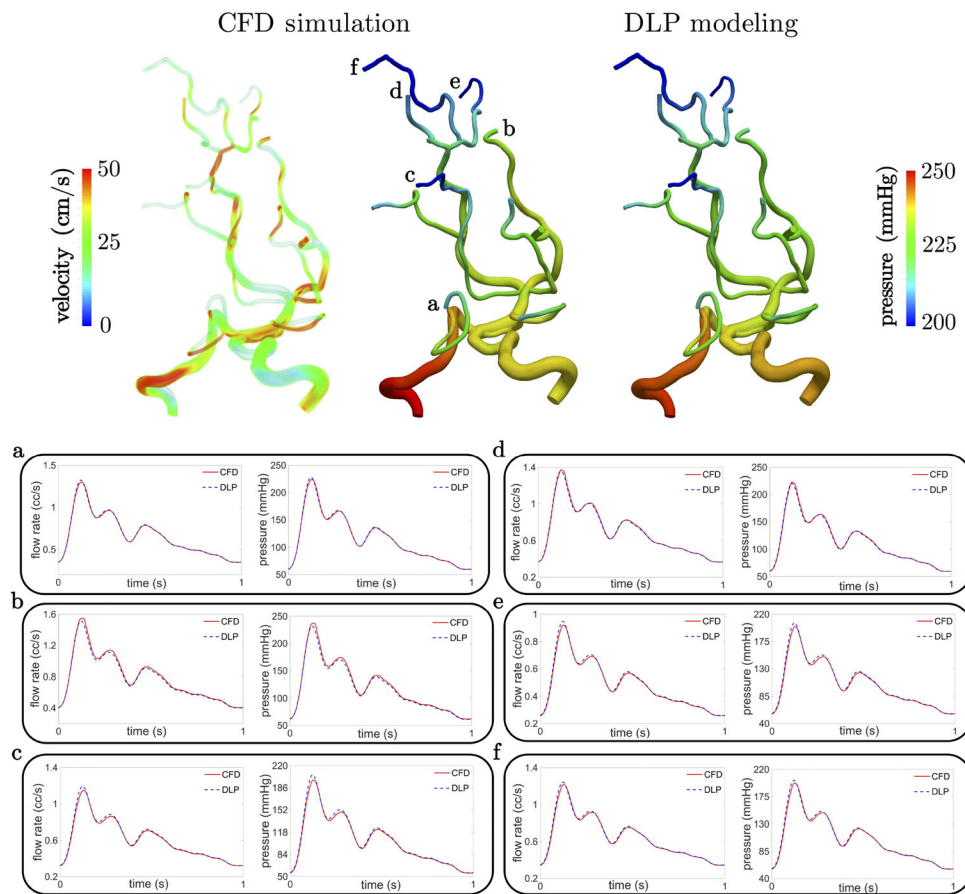 CFD simulation
DLP modeling
f
d
e
b
c
a
velocity (cm/s)
50
25
0
pressure (mmHg)
250
225
200
a
flow rate (cc/s)
1.5
1
0.5
0
1
time (s)
CFD
DLP
pressure (mmHg)
250
200
150
100
50
0
1
time (s)
CFD
DLP
d
flow rate (cc/s)
1.4
1
0.6
0.2
0
1
time (s)
CFD
DLP
pressure (mmHg)
250
200
150
100
50
0
1
time (s)
CFD
DLP
b
flow rate (cc/s)
1.6
1.2
0.8
0.4
0
1
time (s)
CFD
DLP
pressure (mmHg)
250
200
150
100
50
0
1
time (s)
CFD
DLP
e
flow rate (cc/s)
1
0.8
0.6
0.4
0.2
0
1
time (s)
CFD
DLP
pressure (mmHg)
220
175
130
85
40
0
1
time (s)
CFD
DLP
c
flow rate (cc/s)
1.4
1
0.6
0.2
0
1
time (s)
CFD
DLP
pressure (mmHg)
220
186
152
118
84
50
0
1
time (s)
CFD
DLP
f
flow rate (cc/s)
1.4
1
0.6
0.2
0
1
time (s)
CFD
DLP
pressure (mmHg)
220
175
130
85
40
0
1
time (s)
CFD
DLP